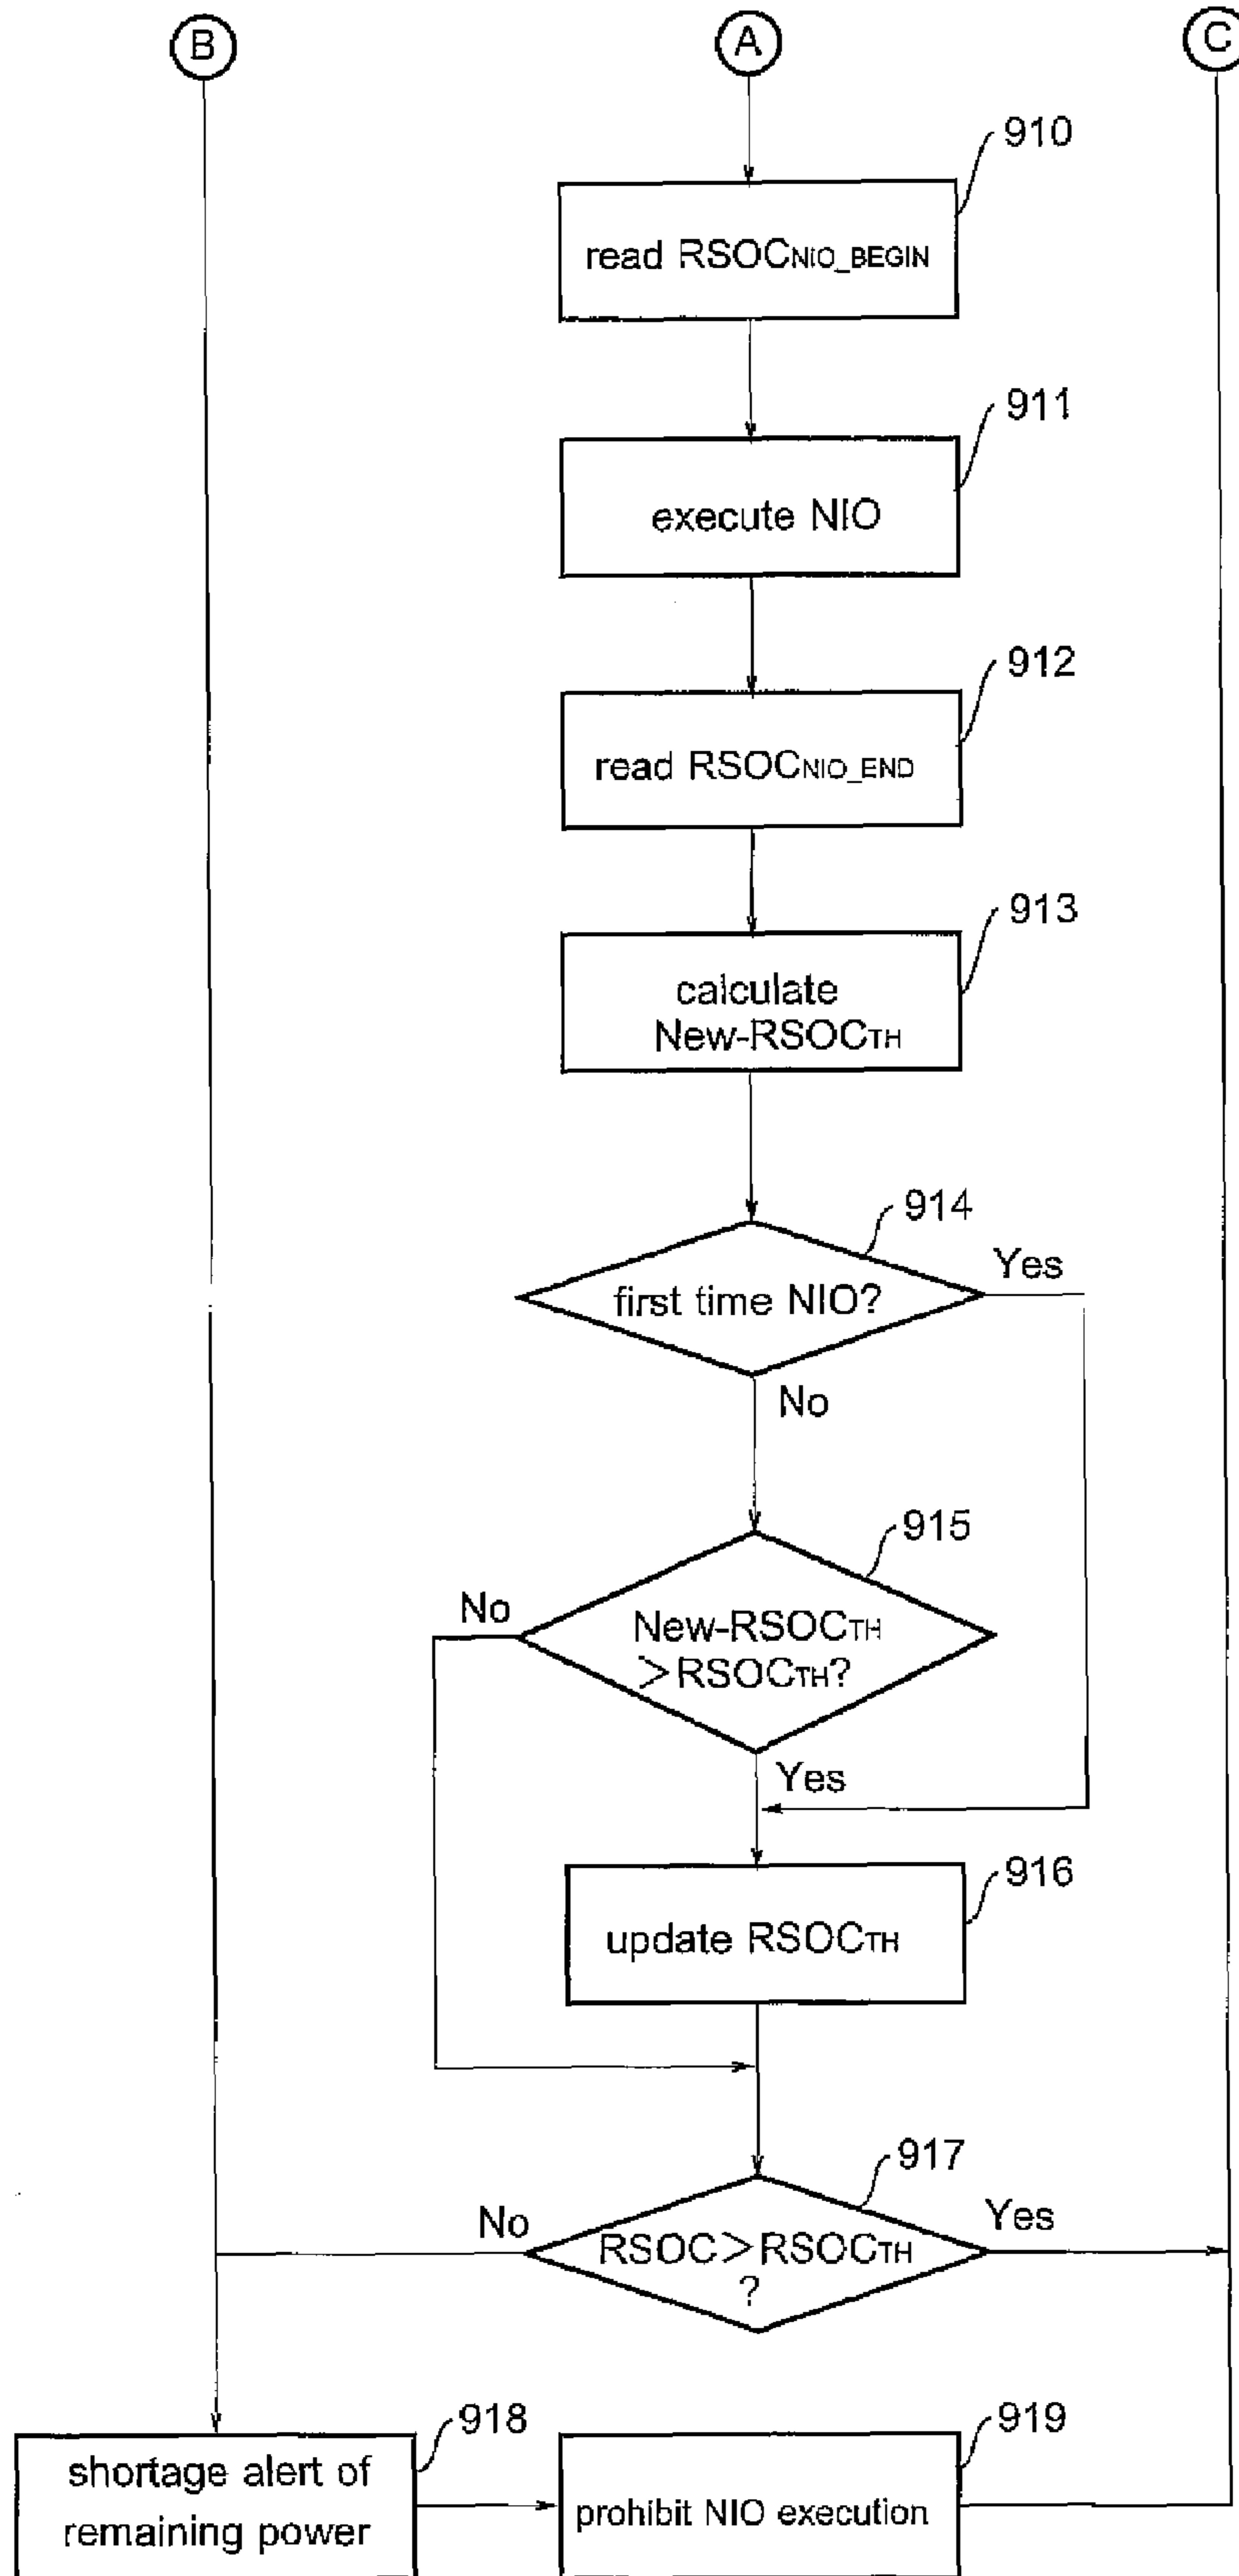 B
A
C
910
read RSOCNIO_BEGIN
911
execute NIO
912
read RSOCNIO_END
913
calculate
New-RSOCTH
914
first time NIO?
Yes
No
915
New-RSOCTH
>RSOCTH?
No
Yes
916
update RSOCTH
917
RSOC>RSOCTH
?
No
Yes
918
shortage alert of
remaining power
919
prohibit NIO execution